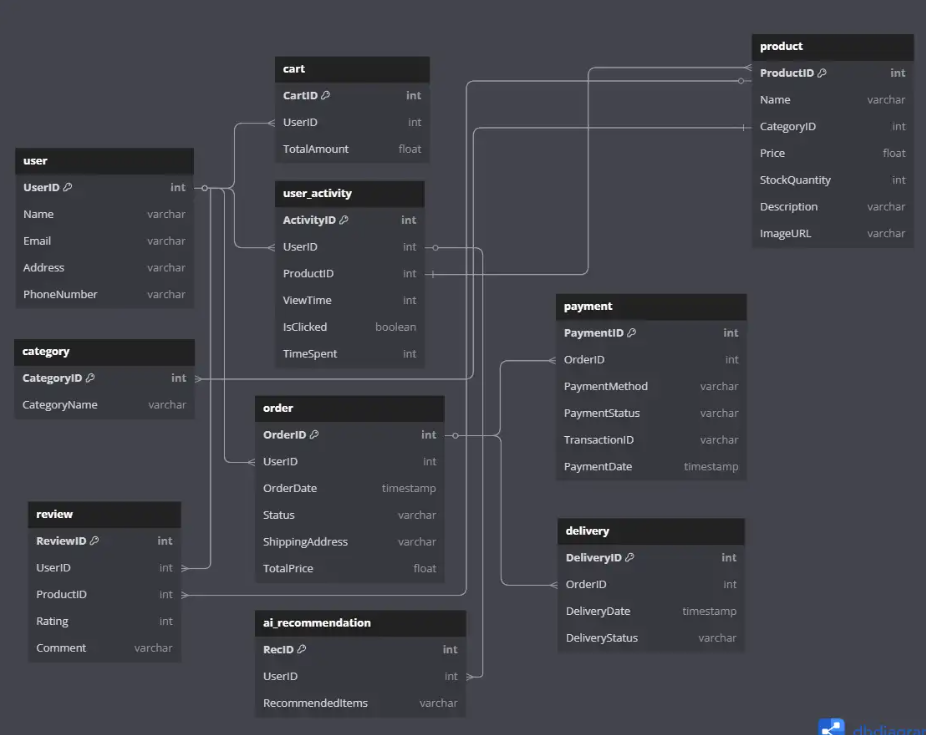 user
UserID int
Name varchar
Email varchar
Address varchar
PhoneNumber varchar
category
CategoryID int
CategoryName varchar
review
ReviewID int
UserID int
ProductID int
Rating int
Comment varchar
cart
CartID int
UserID int
TotalAmount float
user_activity
ActivityID int
UserID int
ProductID int
ViewTime int
IsClicked boolean
TimeSpent int
order
OrderID int
UserID int
OrderDate timestamp
Status varchar
ShippingAddress varchar
TotalPrice float
ai_recommendation
RecID int
UserID int
RecommendedItems varchar
product
ProductID int
Name varchar
CategoryID int
Price float
StockQuantity int
Description varchar
ImageURL varchar
payment
PaymentID int
OrderID int
PaymentMethod varchar
PaymentStatus varchar
TransactionID varchar
PaymentDate timestamp
delivery
DeliveryID int
OrderID int
DeliveryDate timestamp
DeliveryStatus varchar